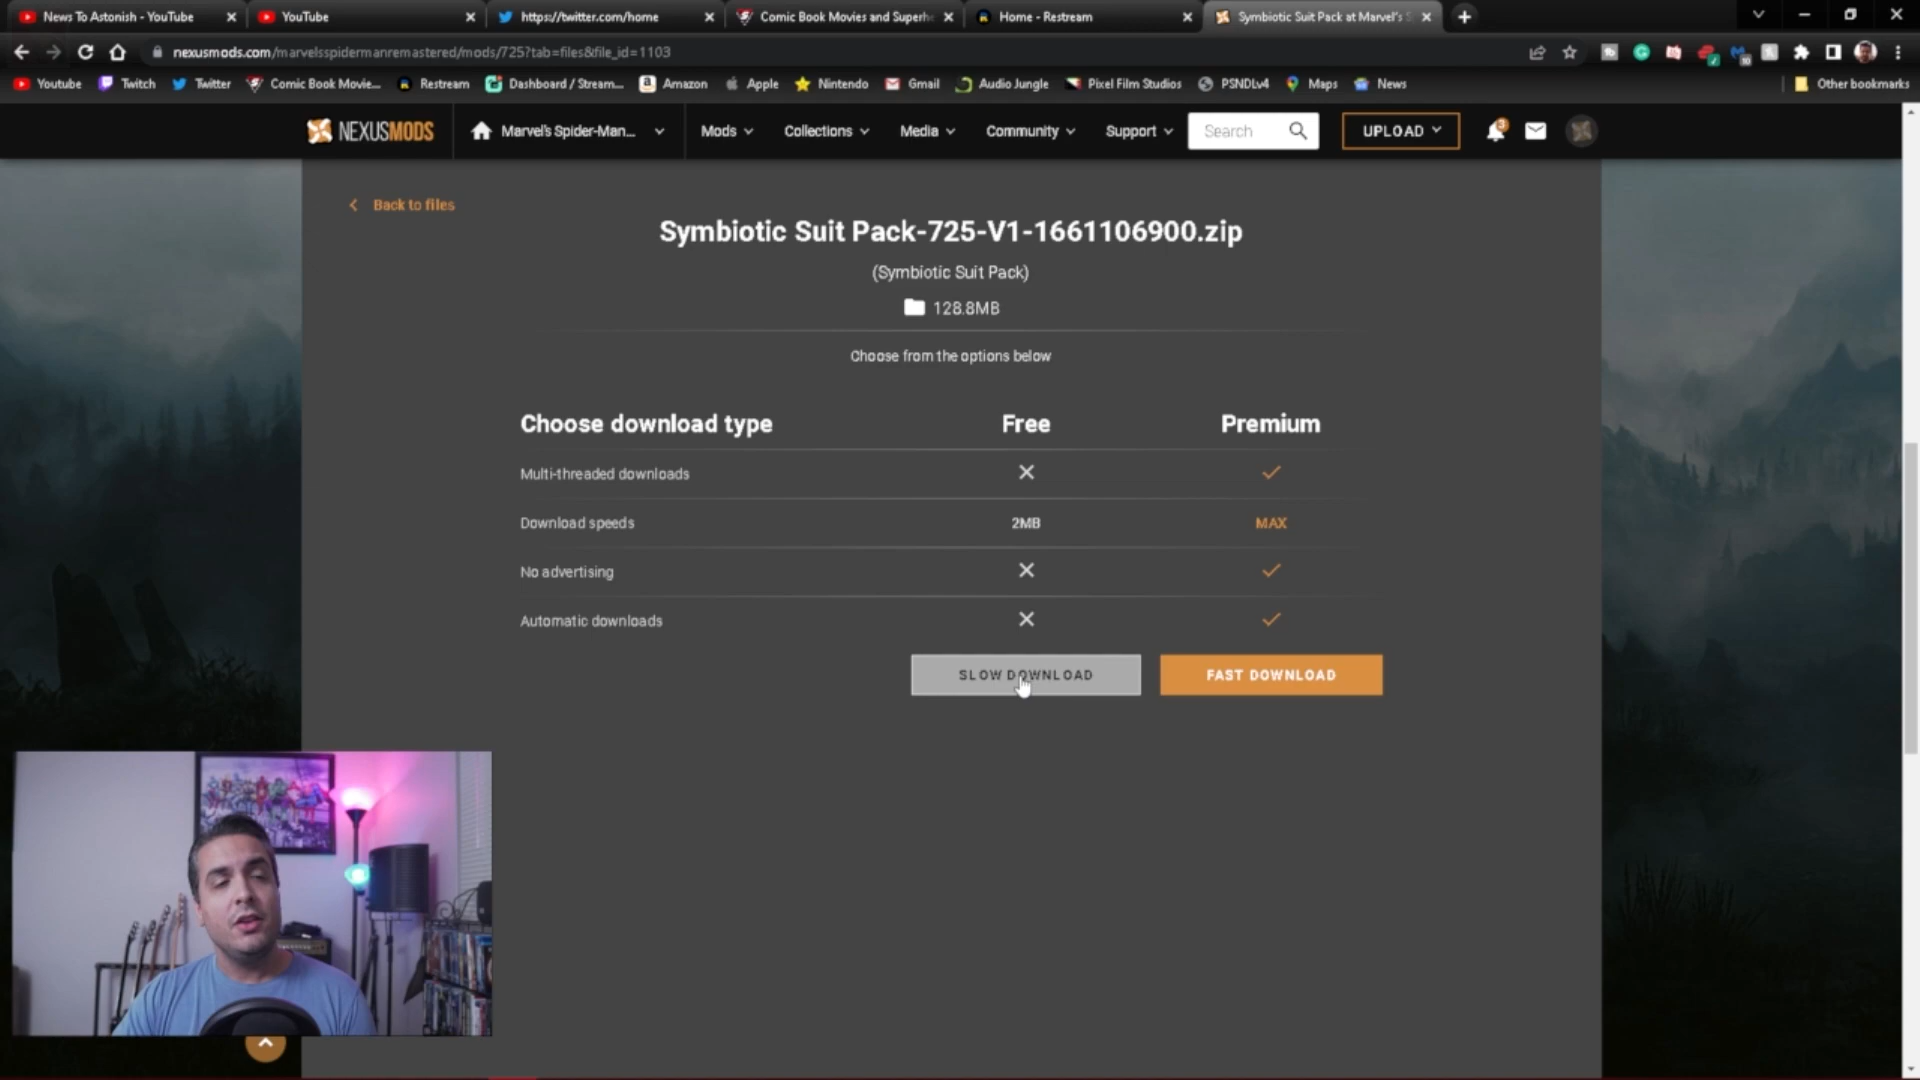 News To Astonish - YouTube
YouTube
https://twitter.com/home
Comic Book Movies and Superh
Home - Restream
Symbiotic Suit Pack at Marvel's S
nexusmods.com/marvelsspidermanremastered/mods/725?tab=files&file_id=1103
Youtube
Twitch
Twitter
Comic Book Movie...
Restream
Dashboard / Stream...
Amazon
Apple
Nintendo
Gmail
Audio Jungle
Pixel Film Studios
PSNDLv4
Maps
News
Other bookmarks
NEXUSMODS
Marvel's Spider-Man...
Mods
Collections
Media
Community
Support
Search
UPLOAD
3
Back to files
Symbiotic Suit Pack-725-V1-1661106900.zip
(Symbiotic Suit Pack)
128.8MB
Choose from the options below
Choose download type Free Premium
Multi-threaded downloads
Download speeds 2MB MAX
No advertising
Automatic downloads
SLOW DOWNLOAD FAST DOWNLOAD